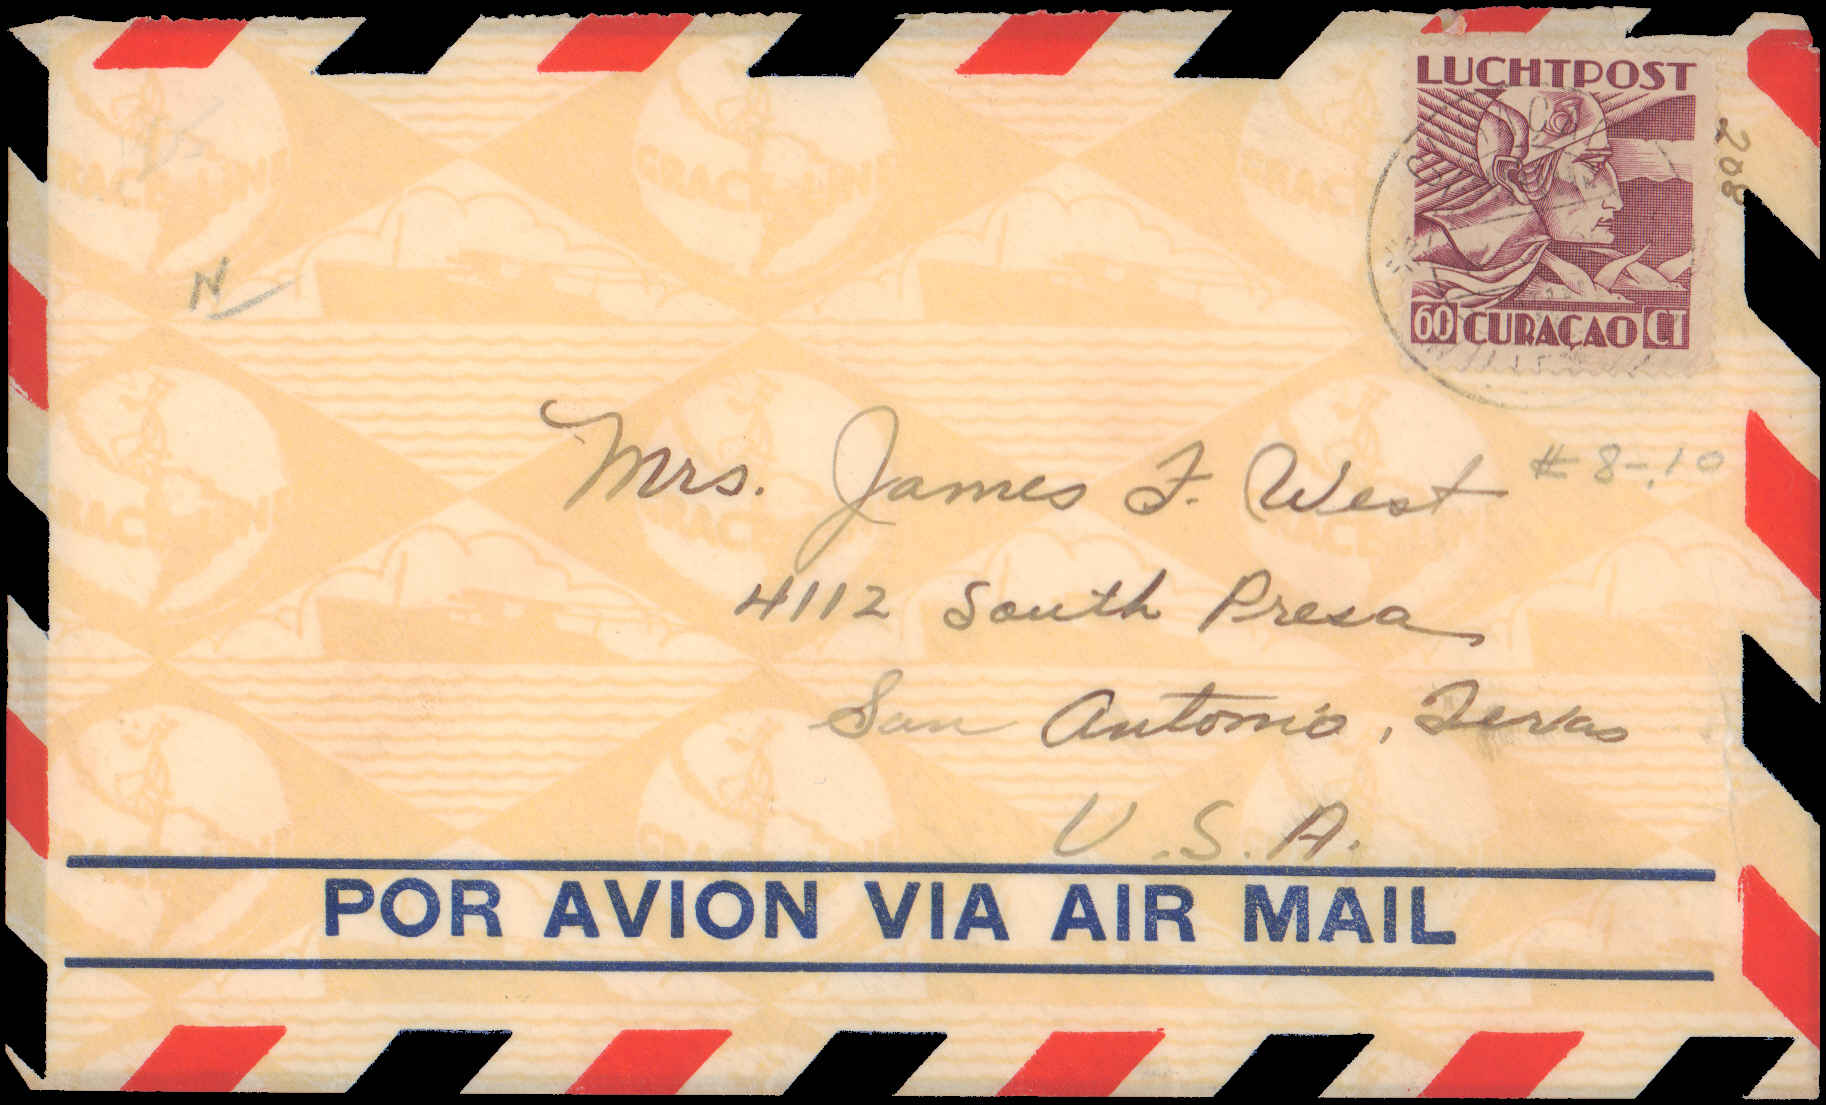 LUCHTPOST
60 CURAÇAO CT
208
N
Mrs. James F. West
#8-.10
4112 South Presa
San Antonio, Texas
U.S.A.
POR AVION VIA AIR MAIL